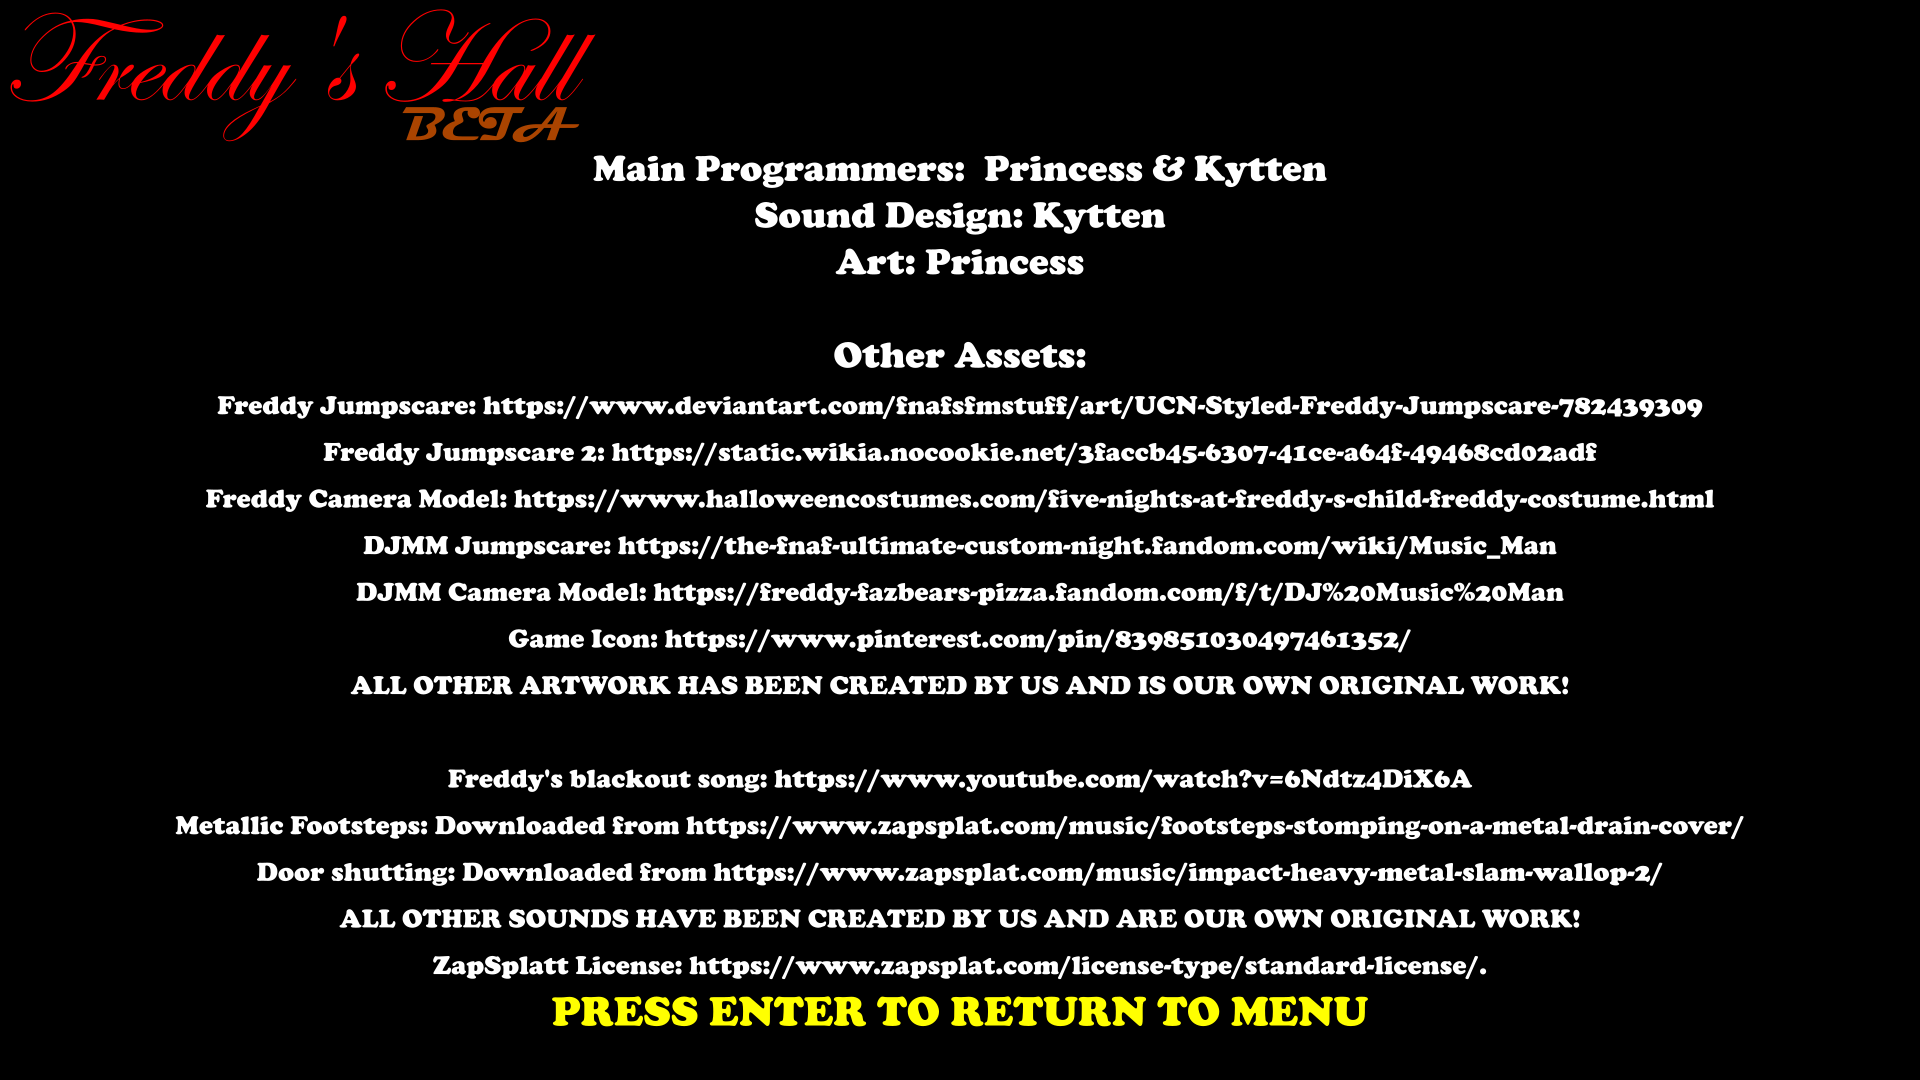 Freddy's Hall
BETA
Main Programmers:  Princess & Kytten
Sound Design: Kytten
Art: Princess
Other Assets:
Freddy Jumpscare: https://www.deviantart.com/fnafsfmstuff/art/UCN-Styled-Freddy-Jumpscare-782439309
Freddy Jumpscare 2: https://static.wikia.nocookie.net/3faccb45-6307-41ce-a64f-49468cd02adf
Freddy Camera Model: https://www.halloweencostumes.com/five-nights-at-freddy-s-child-freddy-costume.html
DJMM Jumpscare: https://the-fnaf-ultimate-custom-night.fandom.com/wiki/Music_Man
DJMM Camera Model: https://freddy-fazbears-pizza.fandom.com/f/t/DJ%20Music%20Man
Game Icon: https://www.pinterest.com/pin/839851030497461352/
ALL OTHER ARTWORK HAS BEEN CREATED BY US AND IS OUR OWN ORIGINAL WORK!
Freddy's blackout song: https://www.youtube.com/watch?v=6Ndtz4DiX6A
Metallic Footsteps: Downloaded from https://www.zapsplat.com/music/footsteps-stomping-on-a-metal-drain-cover/
Door shutting: Downloaded from https://www.zapsplat.com/music/impact-heavy-metal-slam-wallop-2/
ALL OTHER SOUNDS HAVE BEEN CREATED BY US AND ARE OUR OWN ORIGINAL WORK!
ZapSplatt License: https://www.zapsplat.com/license-type/standard-license/.
PRESS ENTER TO RETURN TO MENU